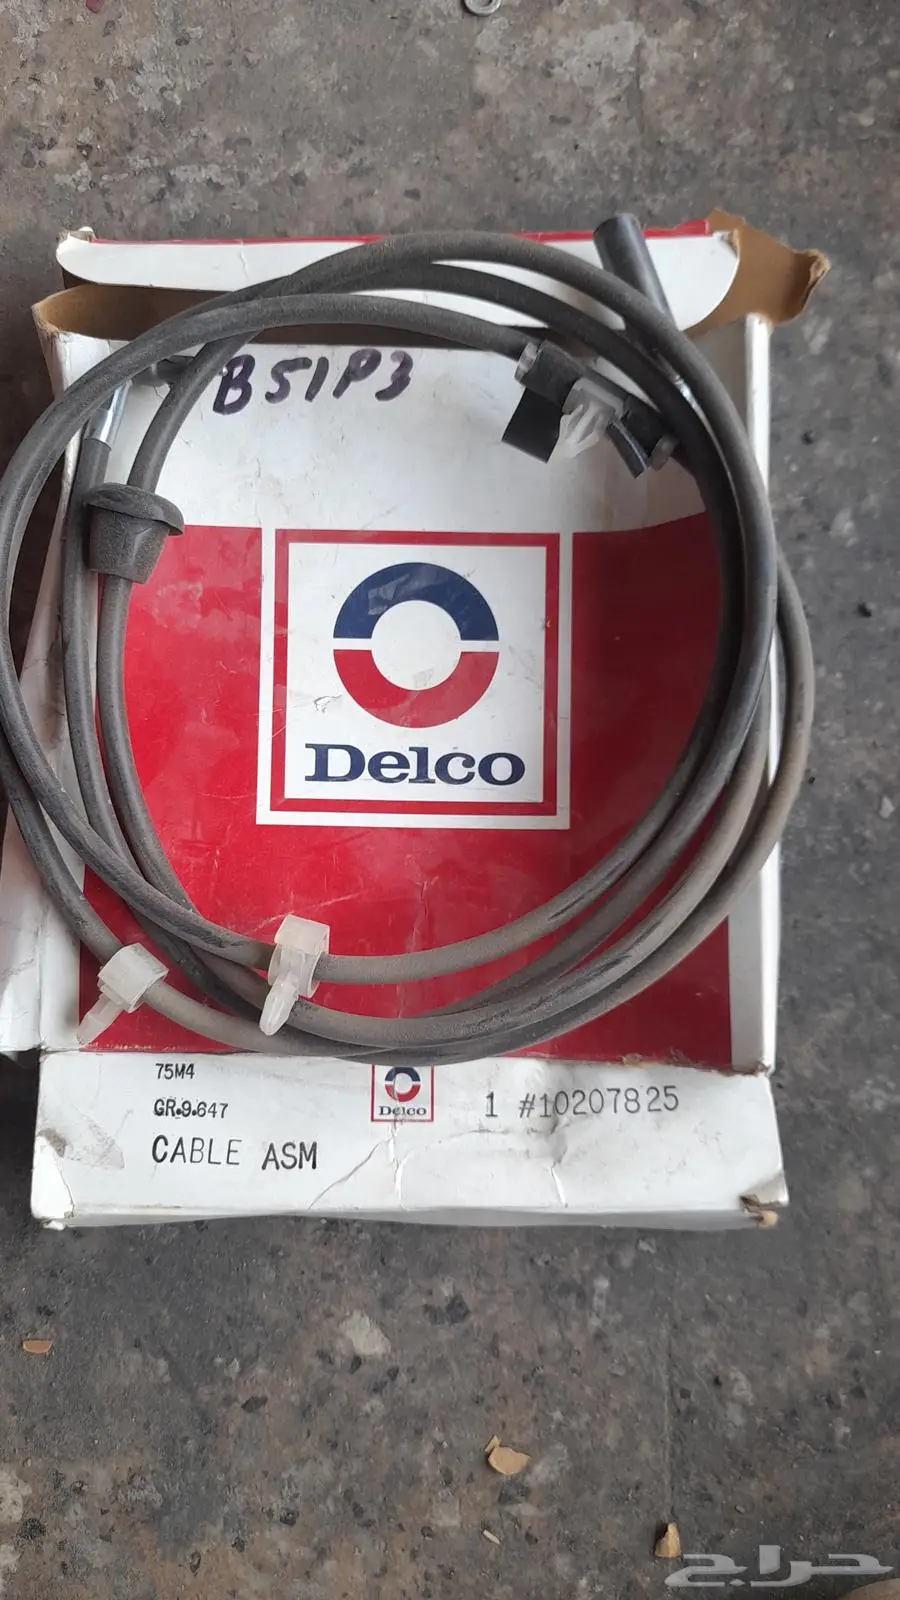 B51P3
Delco
75M4
GR.9.647
Delco
1 #10207825
CABLE ASM
حراج